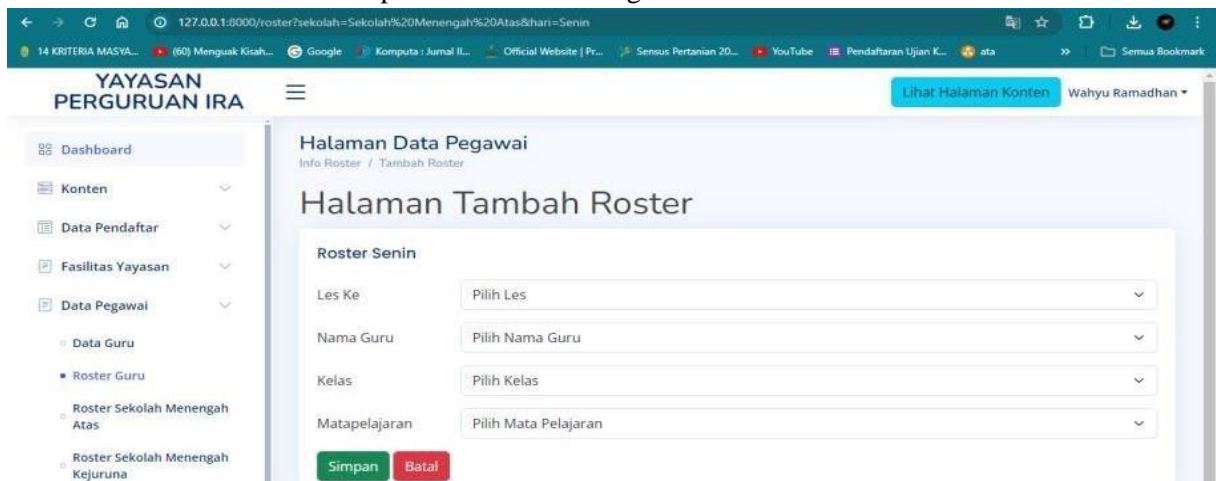 127.0.0.1:8000/roster?sekolah=Sekolah%20Menengah%20Atas&hari=Senin
14 KRITERIA MASYA... (60) Menguak Kisah... Google Komputa : Jurnal Il... Official Website | Pr... Sensus Pertanian 20... YouTube Pendaftaran Ujian K... ata » Semua Bookmark
YAYASAN
PERGURUAN IRA
Lihat Halaman Konten Wahyu Ramadhan
Dashboard
Konten
Data Pendaftar
Fasilitas Yayasan
Data Pegawai
Data Guru
Roster Guru
Roster Sekolah Menengah
Atas
Roster Sekolah Menengah
Kejuruna
Halaman Data Pegawai
Info Roster / Tambah Roster
Halaman Tambah Roster
Roster Senin
Les Ke Pilih Les
Nama Guru Pilih Nama Guru
Kelas Pilih Kelas
Matapelajaran Pilih Mata Pelajaran
Simpan Batal